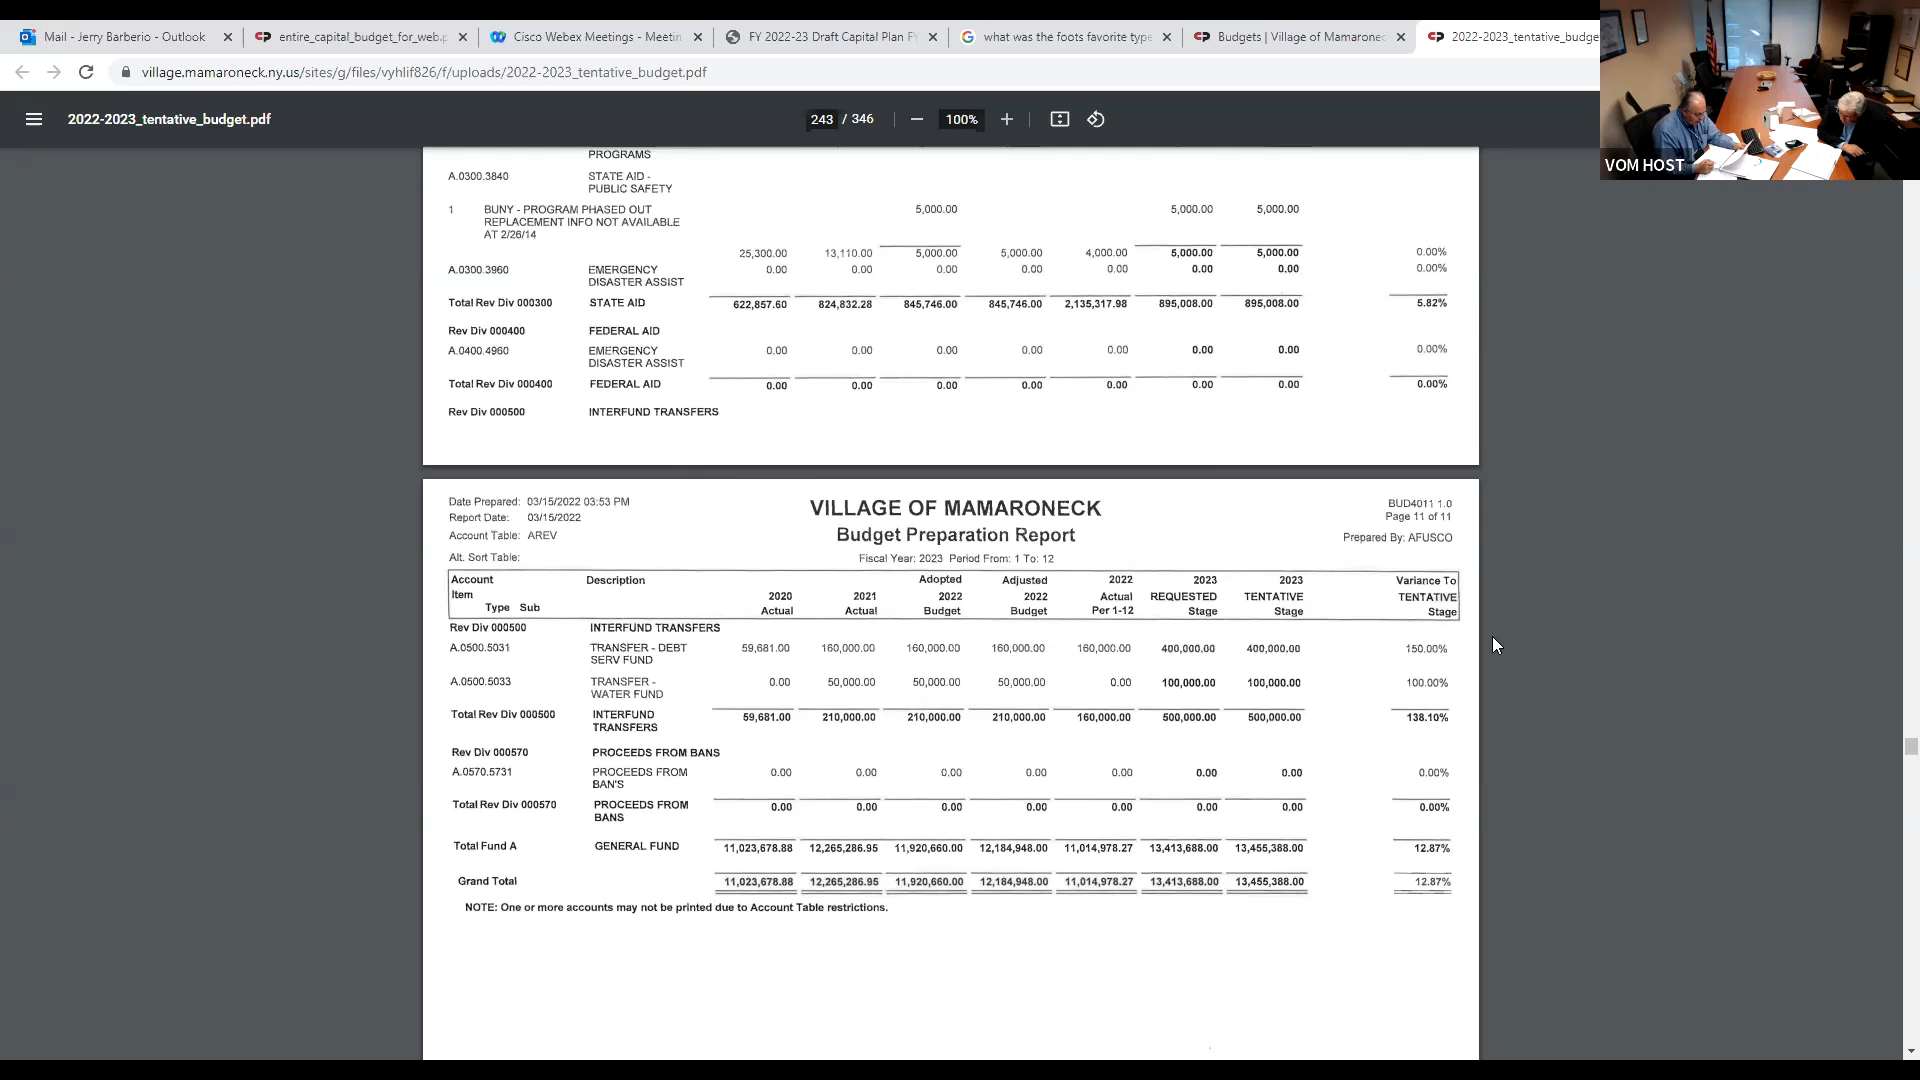 Mail - Jerry Barberio - Outlook
entire_capital_budget_for_web.p
Cisco Webex Meetings - Meetin
FY 2022-23 Draft Capital Plan F
what was the foots favorite type
Budgets | Village of Mamaronec
2022-2023_tentative_budge
village.mamaroneck.ny.us/sites/g/files/vyhlif826/f/uploads/2022-2023_tentative_budget.pdf
2022-2023_tentative_budget.pdf
243 / 346
100%
VOM HOST
PROGRAMS
A.0300.3840 STATE AID -
PUBLIC SAFETY
1 BUNY - PROGRAM PHASED OUT 5,000.00 5,000.00 5,000.00
REPLACEMENT INFO NOT AVAILABLE
AT 2/26/14
25,300.00 13,110.00 5,000.00 5,000.00 4,000.00 5,000.00 5,000.00 0.00%
A.0300.3960 EMERGENCY 0.00 0.00 0.00 0.00 0.00 0.00 0.00 0.00%
DISASTER ASSIST
Total Rev Div 000300 STATE AID 622,857.60 824,832.28 845,746.00 845,746.00 2,135,317.98 895,008.00 895,008.00 5.82%
Rev Div 000400 FEDERAL AID
A.0400.4960 EMERGENCY 0.00 0.00 0.00 0.00 0.00 0.00 0.00 0.00%
DISASTER ASSIST
Total Rev Div 000400 FEDERAL AID 0.00 0.00 0.00 0.00 0.00 0.00 0.00 0.00%
Rev Div 000500 INTERFUND TRANSFERS
Date Prepared: 03/15/2022 03:53 PM
Report Date: 03/15/2022
Account Table: AREV
Alt. Sort Table:
VILLAGE OF MAMARONECK
Budget Preparation Report
Fiscal Year: 2023 Period From: 1 To: 12
BUD4011 1.0
Page 11 of 11
Prepared By: AFUSCO
Account Description Adopted Adjusted 2022 2023 2023 Variance To
Item 2020 2021 2022 2022 Actual REQUESTED TENTATIVE TENTATIVE
Type Sub Actual Actual Budget Budget Per 1-12 Stage Stage Stage
Rev Div 000500 INTERFUND TRANSFERS
A.0500.5031 TRANSFER - DEBT 59,681.00 160,000.00 160,000.00 160,000.00 160,000.00 400,000.00 400,000.00 150.00%
SERV FUND
A.0500.5033 TRANSFER - 0.00 50,000.00 50,000.00 50,000.00 0.00 100,000.00 100,000.00 100.00%
WATER FUND
Total Rev Div 000500 INTERFUND 59,681.00 210,000.00 210,000.00 210,000.00 160,000.00 500,000.00 500,000.00 138.10%
TRANSFERS
Rev Div 000570 PROCEEDS FROM BANS
A.0570.5731 PROCEEDS FROM 0.00 0.00 0.00 0.00 0.00 0.00 0.00 0.00%
BAN'S
Total Rev Div 000570 PROCEEDS FROM 0.00 0.00 0.00 0.00 0.00 0.00 0.00 0.00%
BANS
Total Fund A GENERAL FUND 11,023,678.88 12,265,286.95 11,920,660.00 12,184,948.00 11,014,978.27 13,413,688.00 13,455,388.00 12.87%
Grand Total 11,023,678.88 12,265,286.95 11,920,660.00 12,184,948.00 11,014,978.27 13,413,688.00 13,455,388.00 12.87%
NOTE: One or more accounts may not be printed due to Account Table restrictions.